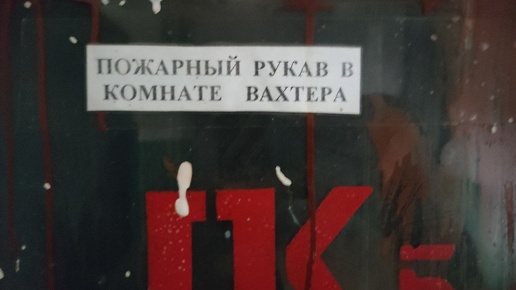 ПОЖАРНЫЙ РУКАВ В
КОМНАТЕ ВАХТЕРА
ПК